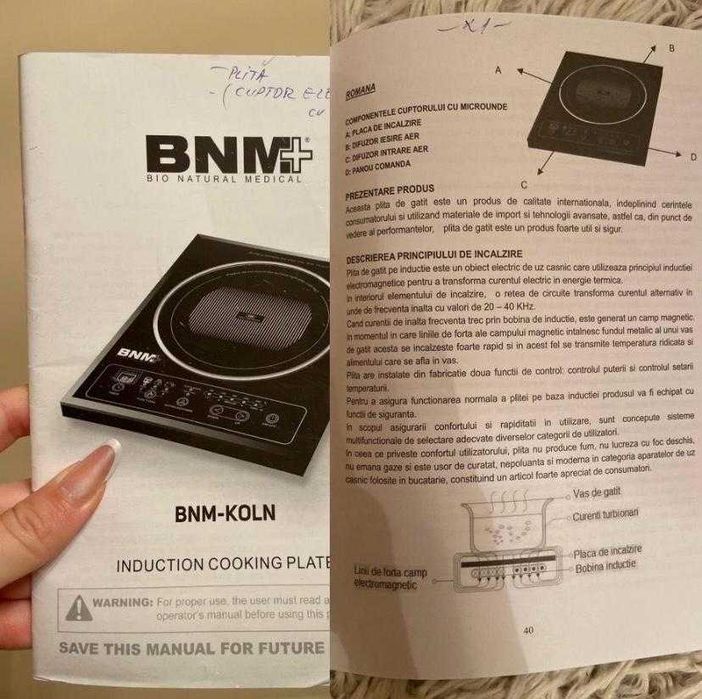 PLITĂ
(CUPTOR ELE
CU
BNM+
BIO NATURAL MEDICAL
BNM+
BNM-KOLN
INDUCTION COOKING PLATE
WARNING: For proper use, the user must read a
operator's manual before using this
SAVE THIS MANUAL FOR FUTURE
-X1-
ROMANA
COMPONENTELE CUPTORULUI CU MICROUNDE
A: PLACA DE INCALZIRE
B: DIFUZOR IESIRE AER
C: DIFUZOR INTRARE AER
D: PANOU COMANDA
A
B
C
D
PREZENTARE PRODUS
Aceasta plita de gatit este un produs de calitate internationala, indeplinind cerintele
consumatorului si utilizand materiale de import si tehnologii avansate, astfel ca, din punct de
vedere al performantelor, plita de gatit este un produs foarte util si sigur.
DESCRIEREA PRINCIPIULUI DE INCALZIRE
Plita de gatit pe inductie este un obiect electric de uz casnic care utilizeaza principiul inductiei
electromagnetice pentru a transforma curentul electric in energie termica.
In interiorul elementului de incalzire, o retea de circuite transforma curentul alternativ in
unde de frecventa inalta cu valori de 20 – 40 KHz.
Cand curentii de inalta frecventa trec prin bobina de inductie, este generat un camp magnetic.
In momentul in care liniile de forta ale campului magnetic intalnesc fundul metalic al unui vas
de gatit acesta se incalzeste foarte rapid si in acest fel se transmite temperatura ridicata si
alimentului care se afla in vas.
Plita are instalate din fabricatie doua functii de control: controlul puterii si controlul setarii
temperaturii.
Pentru a asigura functionarea normala a plitei pe baza inductiei produsul va fi echipat cu
functii de siguranta.
In scopul asigurarii confortului si rapiditatii in utilizare, sunt concepute sisteme
multifunctionale de selectare adecvate diverselor categorii de utilizatori.
In ceea ce priveste confortul utilizatorului, plita nu produce fum, nu lucreza cu foc deschis,
nu emana gaze si este usor de curatat, nepoluanta si moderna in categoria aparatelor de uz
casnic folosite in bucatarie, constituind un articol foarte apreciat de consumatori.
Vas de gatit
Curenti turbionari
Placa de incalzire
Bobina inductie
Linii de forta camp
electromagnetic
40